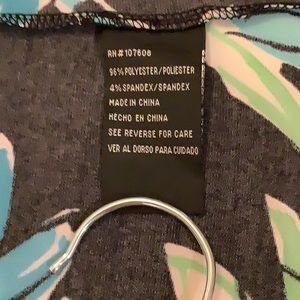 RN#107608
96%POLYESTER/POLIESTER
4%SPANDEX/SPANDEX
MADE IN CHINA
HECHO EN CHINA
SEE REVERSE FOR CARE
VER AL DORSO PARA CUIDADO